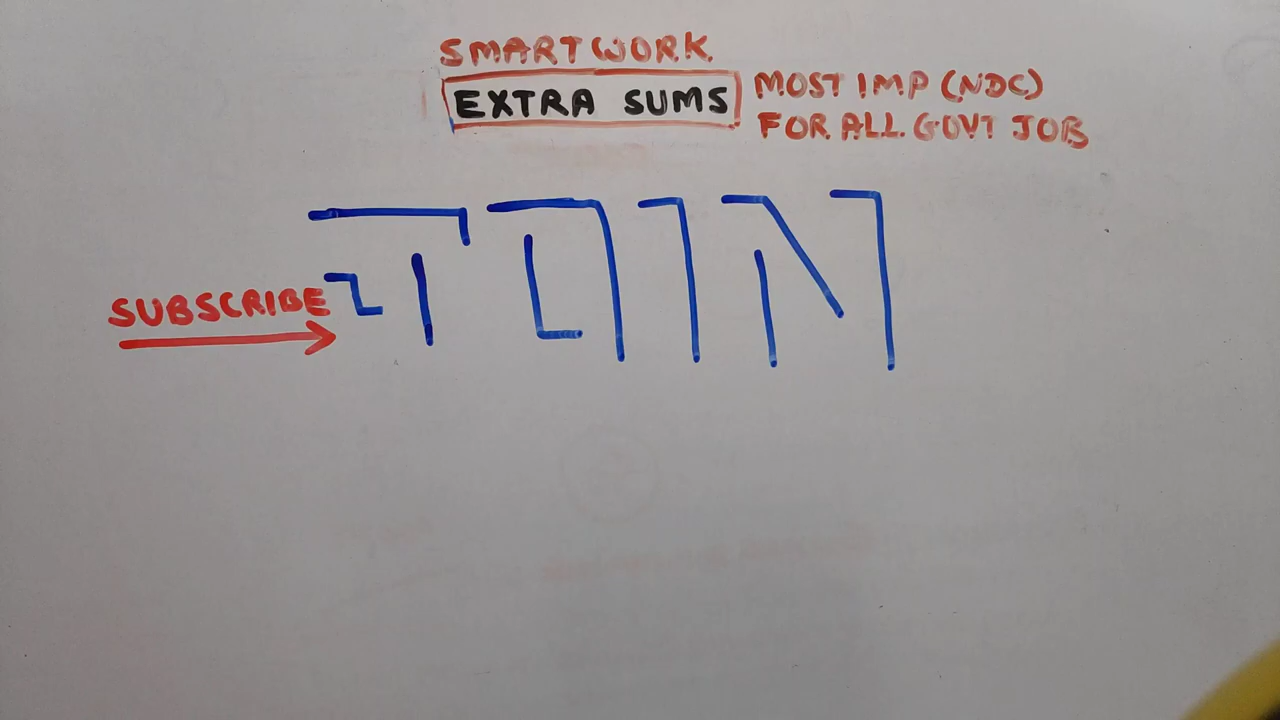 SMARTWORK
EXTRA SUMS
MOST IMP (NDC)
FOR ALL GOVT JOB
SUBSCRIBE